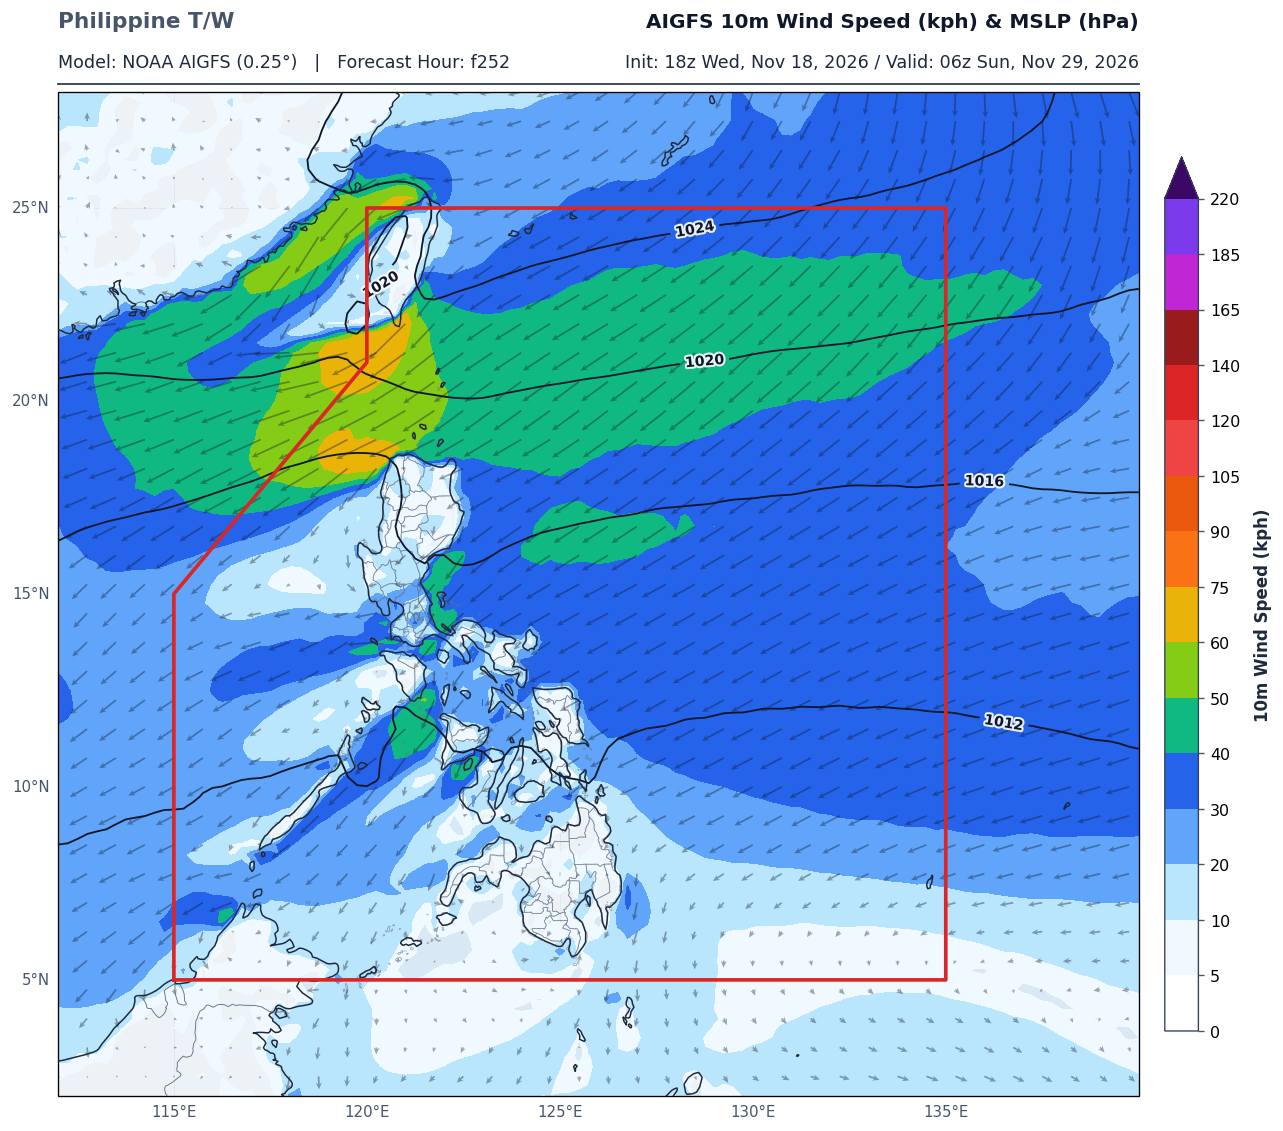 Philippine T/W
AIGFS 10m Wind Speed (kph) & MSLP (hPa)
Model: NOAA AIGFS (0.25°) | Forecast Hour: f252
Init: 18z Wed, Nov 18, 2026 / Valid: 06z Sun, Nov 29, 2026
25°N
20°N
15°N
10°N
5°N
115°E
120°E
125°E
130°E
135°E
1024
1020
1020
1016
1012
220
185
165
140
120
105
90
75
60
50
40
30
20
10
5
0
10m Wind Speed (kph)